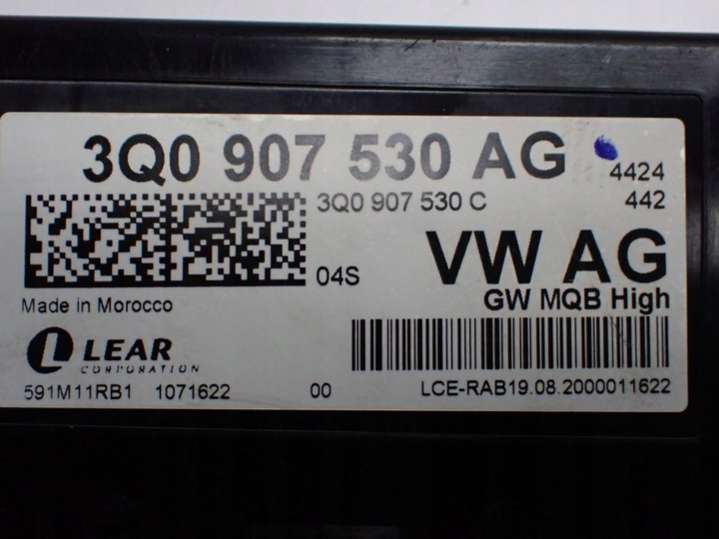 3Q0 907 530 AG
4424
3Q0 907 530 C
442
04S
VW AG
GW MQB High
Made in Morocco
LEAR
CORPORATION
591M11RB1 1071622 00
LCE-RAB19.08.2000011622